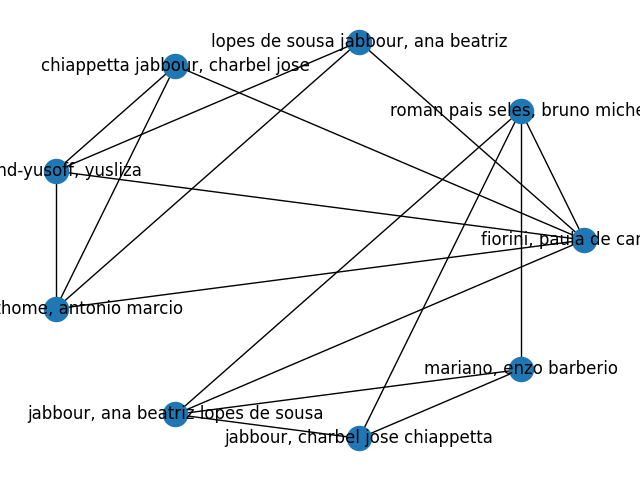 lopes de sousa jabbour, ana beatriz
chiappetta jabbour, charbel jose
roman pais seles, bruno miche
nd-yusoff, yusliza
fiorini, paula de car
thome, antonio marcio
mariano, enzo barberio
jabbour, ana beatriz lopes de sousa
jabbour, charbel jose chiappetta